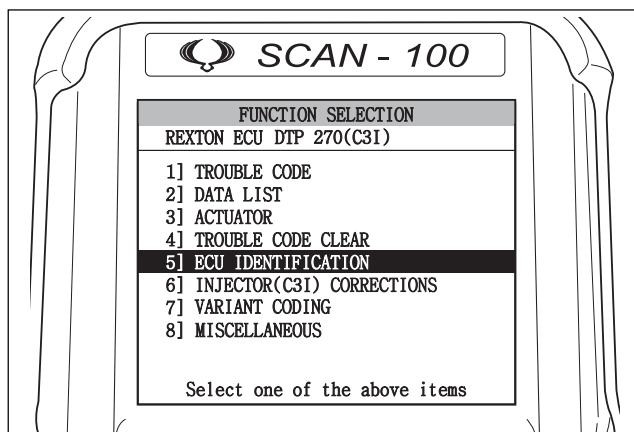 SCAN - 100
FUNCTION SELECTION
REXTON ECU DTP 270(C3I)
1] TROUBLE CODE
2] DATA LIST
3] ACTUATOR
4] TROUBLE CODE CLEAR
5] ECU IDENTIFICATION
6] INJECTOR(C3I) CORRECTIONS
7] VARIANT CODING
8] MISCELLANEOUS
Select one of the above items